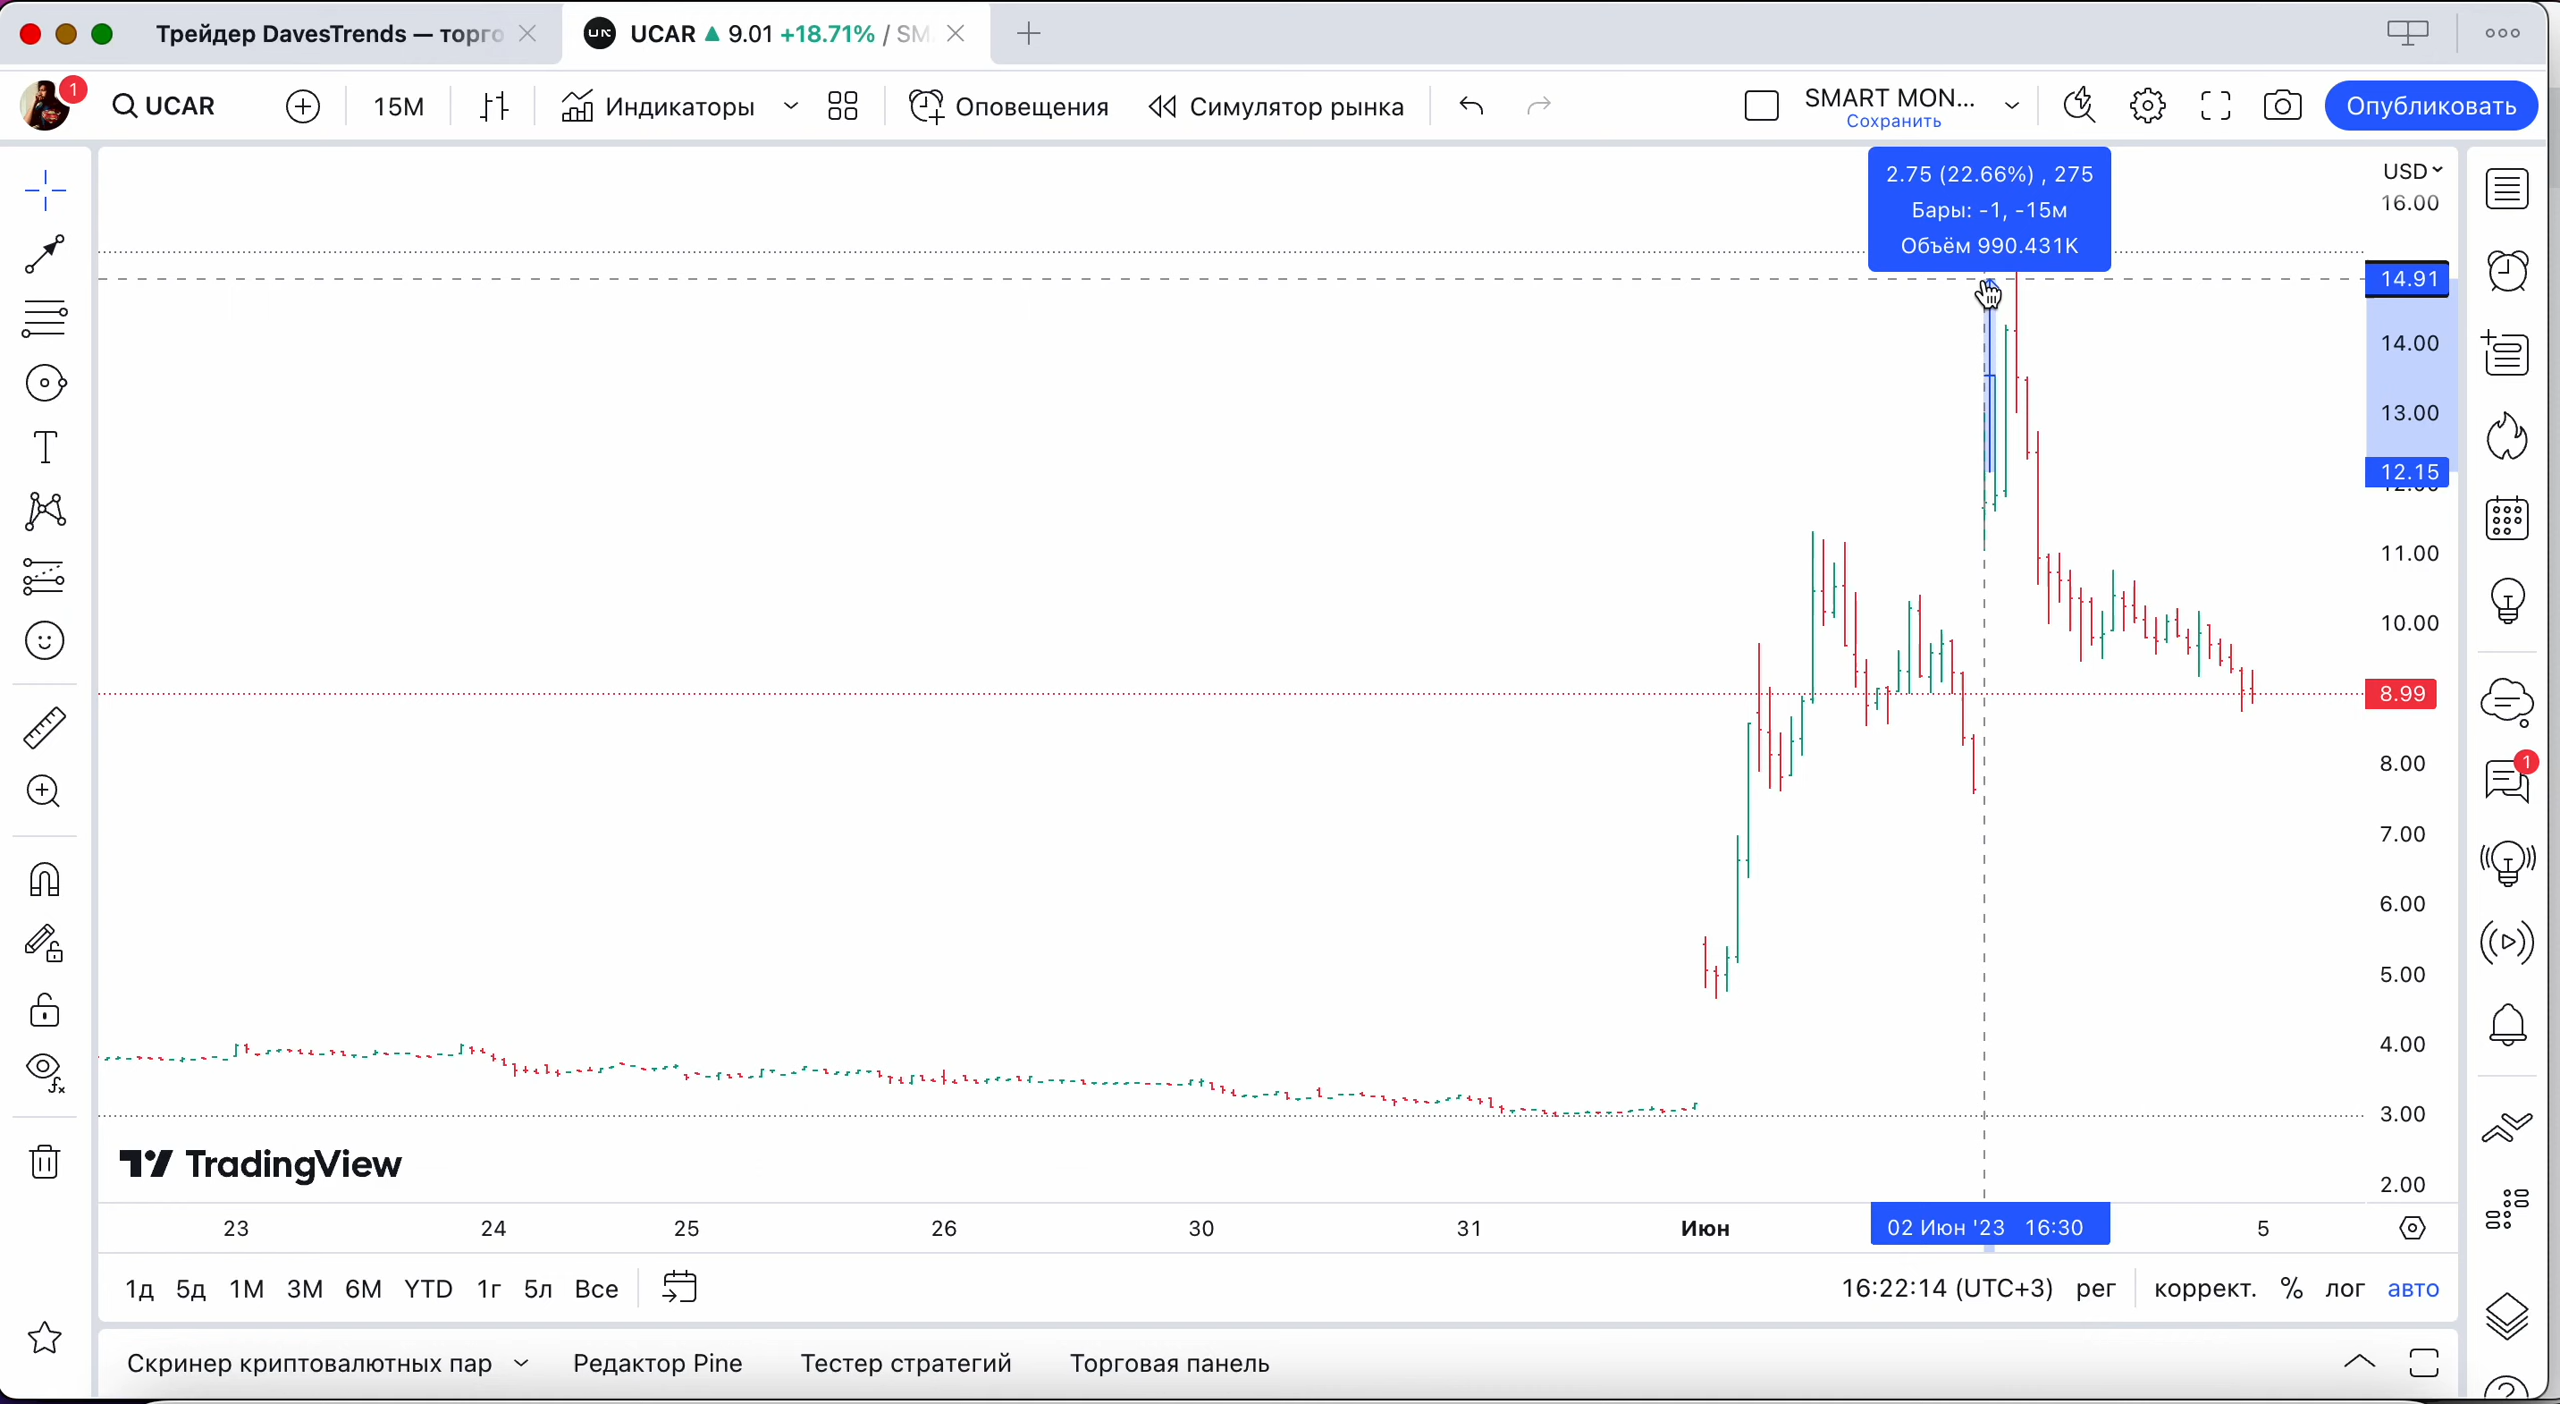 Трейдер DavesTrends — торго
UCAR ▲ 9.01 +18.71% / SM
1
UCAR
15М
Индикаторы
Оповещения
Симулятор рынка
SMART MON...
Сохранить
Опубликовать
2.75 (22.66%) , 275
Бары: -1, -15м
Объём 990.431K
USD
16.00
14.91
14.00
13.00
12.15
11.00
10.00
8.99
8.00
7.00
6.00
5.00
4.00
3.00
2.00
1
TradingView
23 24 25 26 30 31 Июн 02 Июн '23 16:30 5
1д 5д 1М 3М 6М YTD 1г 5л Все
16:22:14 (UTC+3) рег коррект. % лог авто
Скринер криптовалютных пар Редактор Pine Тестер стратегий Торговая панель